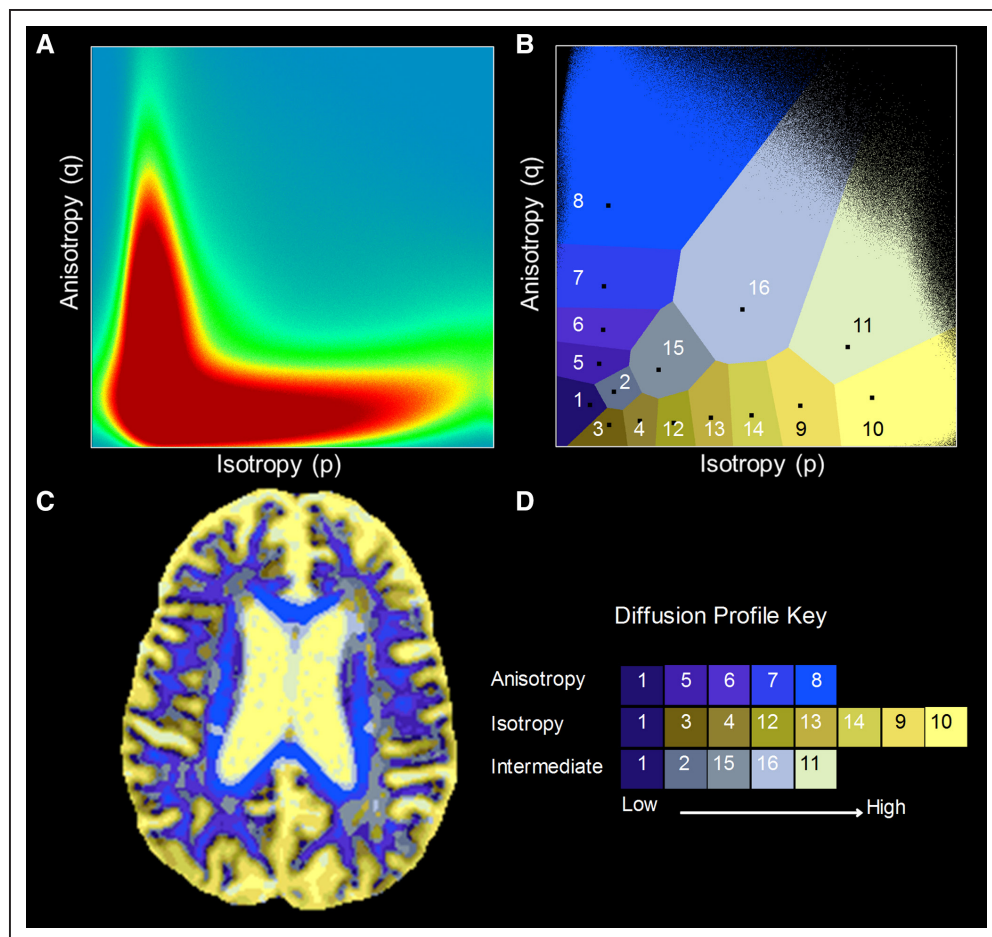 A
Anisotropy (q)
Isotropy (p)
B
Anisotropy (q)
8
7
6
5
1
2
15
16
11
3
4
12
13
14
9
10
Isotropy (p)
C
D
Diffusion Profile Key
Anisotropy 1 5 6 7 8
Isotropy 1 3 4 12 13 14 9 10
Intermediate 1 2 15 16 11
Low High